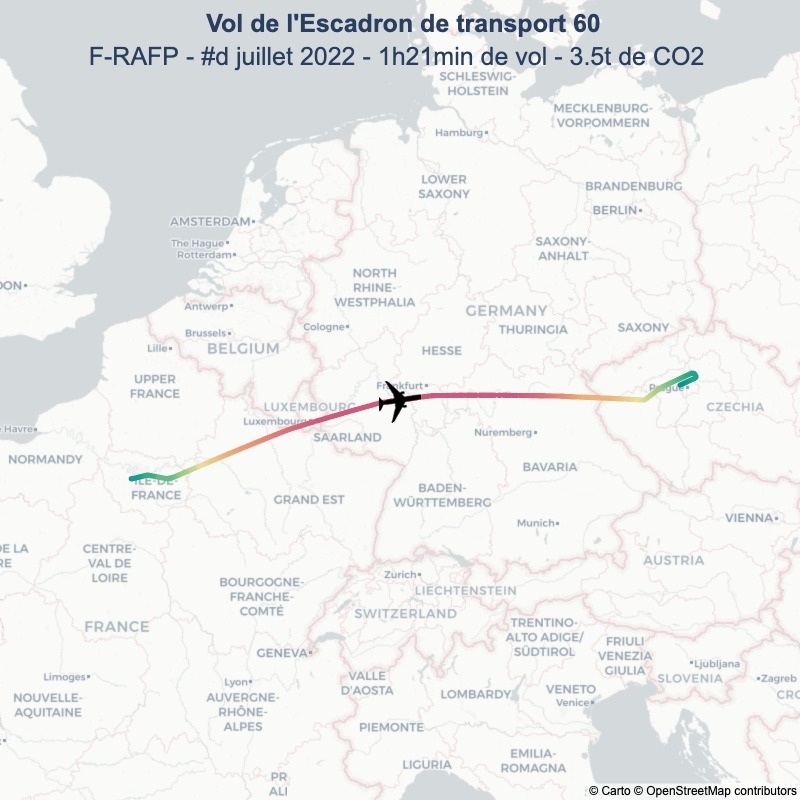 Vol de l'Escadron de transport 60
F-RAFP - #d juillet 2022 - 1h21min de vol - 3.5t de CO2
SCHLESWIG-
HOLSTEIN
MECKLENBURG-
VORPOMMERN
Hamburg
LOWER
SAXONY
BRANDENBURG
BERLIN
AMSTERDAM
The Hague
Rotterdam
SAXONY-
ANHALT
NORTH
RHINE-
WESTPHALIA
DON
Antwerp
GERMANY
THURINGIA
SAXONY
Brussels
Cologne
Lille
BELGIUM
HESSE
UPPER
FRANCE
Frankfurt
Prague
LUXEMBOURG
Luxembourg
CZECHIA
SAARLAND
Havre
Nuremberg
NORMANDY
BAVARIA
ÎLE-DE-
FRANCE
GRAND EST
BADEN-
WÜRTTEMBERG
Munich
VIENNA
DE LA
RE
CENTRE-
VAL DE
LOIRE
AUSTRIA
BOURGOGNE-
FRANCHE-
COMTÉ
Zurich
LIECHTENSTEIN
SWITZERLAND
FRANCE
TRENTINO-
ALTO ADIGE/
SÜDTIROL
FRIULI
VENEZIA
GIULIA
GENEVA
Ljubljana
SLOVENIA
Zagreb
Limoges
Lyon
VALLE
D'AOSTA
LOMBARDY
VENETO
Venice
CRO
NOUVELLE-
AQUITAINE
AUVERGNE-
RHÔNE-
ALPES
PIEMONTE
EMILIA-
ROMAGNA
LIGURIA
PR
ALI
© Carto © OpenStreetMap contributors